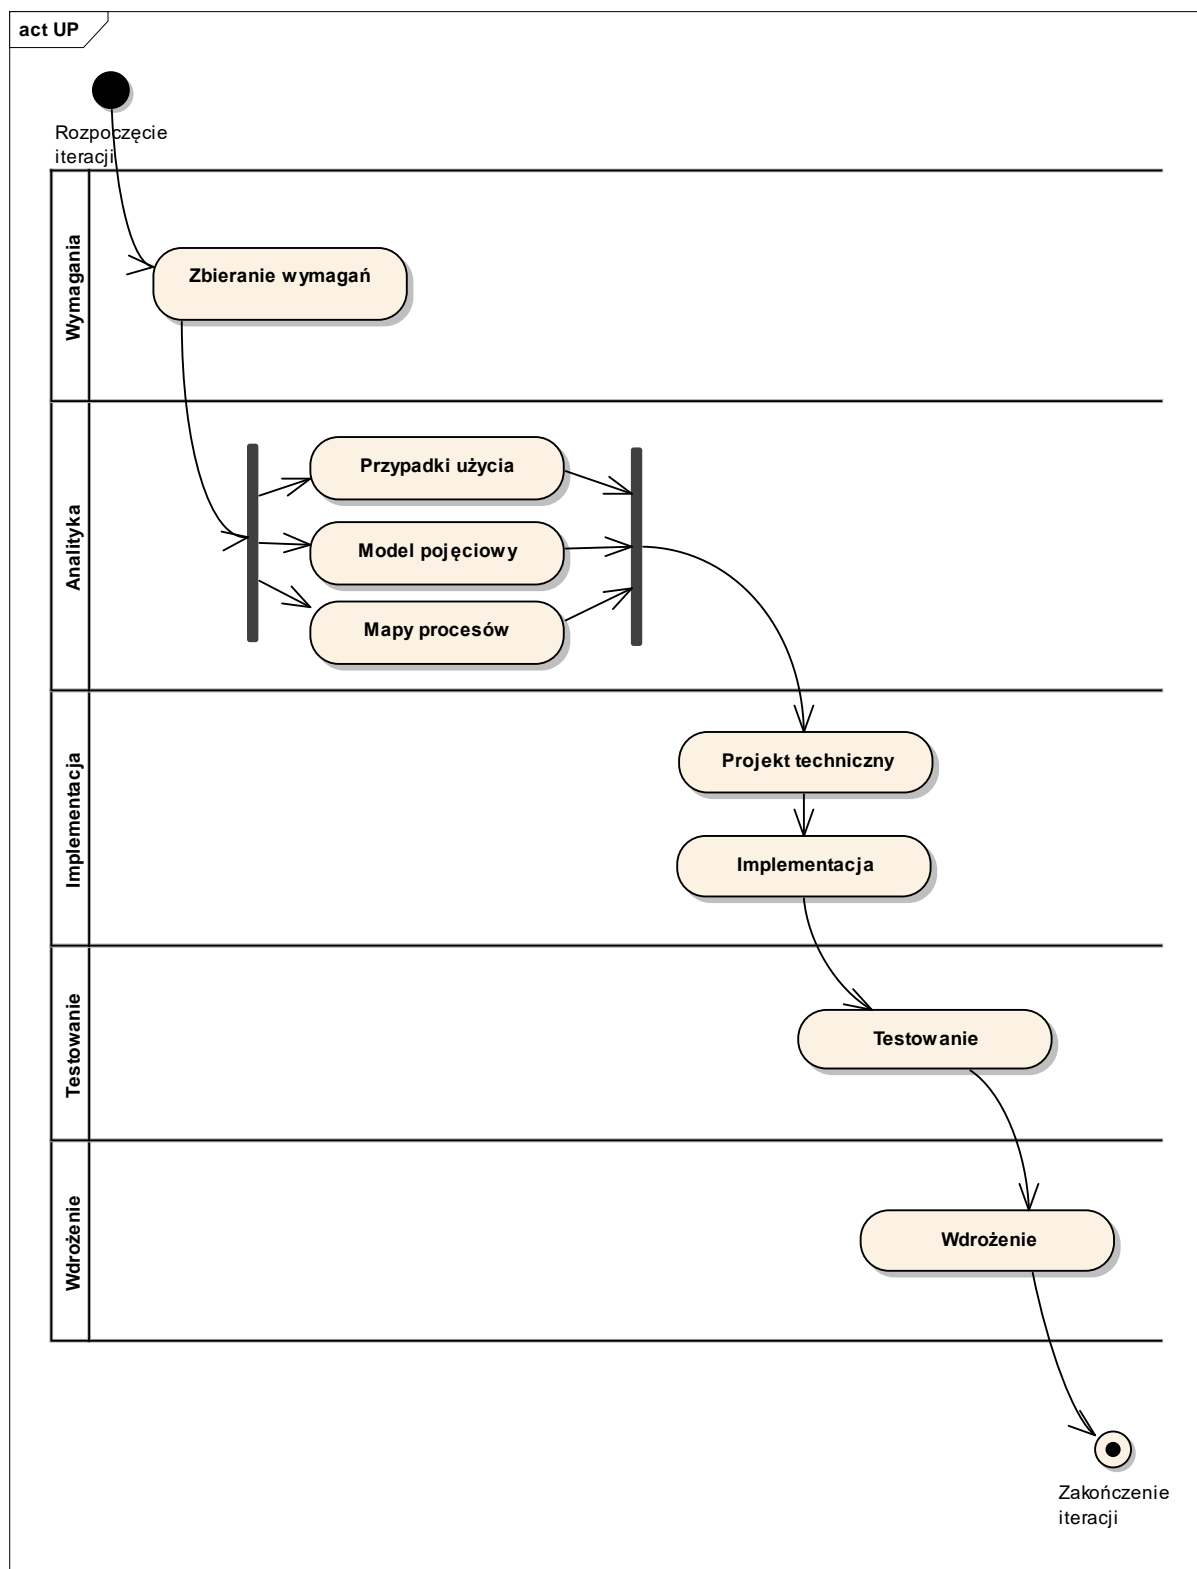 act UP
Rozpoczęcie
iteracji
Wymagania
Zbieranie wymagań
Analityka
Przypadki użycia
Model pojęciowy
Mapy procesów
Implementacja
Projekt techniczny
Implementacja
Testowanie
Testowanie
Wdrożenie
Wdrożenie
Zakończenie
iteracji